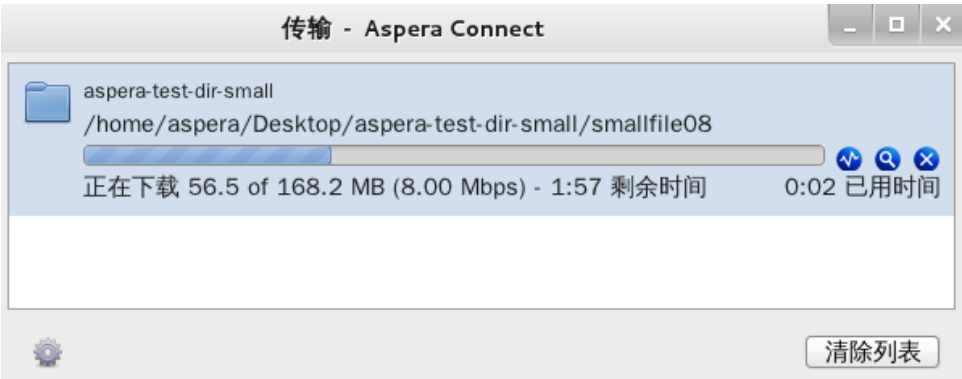 传输 - Aspera Connect
aspera-test-dir-small
/home/aspera/Desktop/aspera-test-dir-small/smallfile08
正在下载 56.5 of 168.2 MB (8.00 Mbps) - 1:57 剩余时间 0:02 已用时间
清除列表